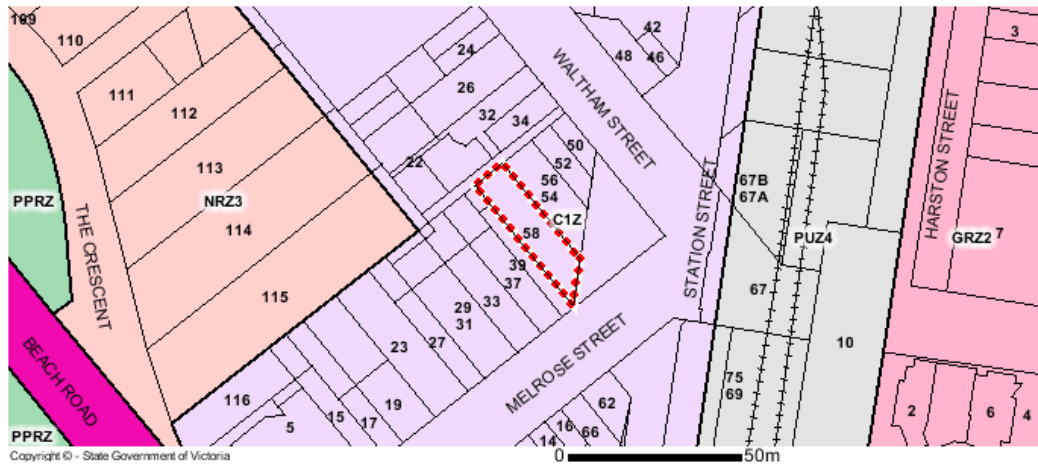 109
110
42
24
48
46
3
26
111
112
WALTHAM STREET
32
34
50
HARSTON STREET
113
22
52
67B
67A
PPRZ
NRZ3
56
54
STATION STREET
THE CRESCENT
C1Z
114
58
PUZ4
GRZ2
7
39
37
115
33
67
29
31
BEACH ROAD
27
23
MELROSE STREET
10
75
69
116
19
62
2
6
4
15
17
5
16
66
14
PPRZ
Copyright © - State Government of Victoria
0
50m